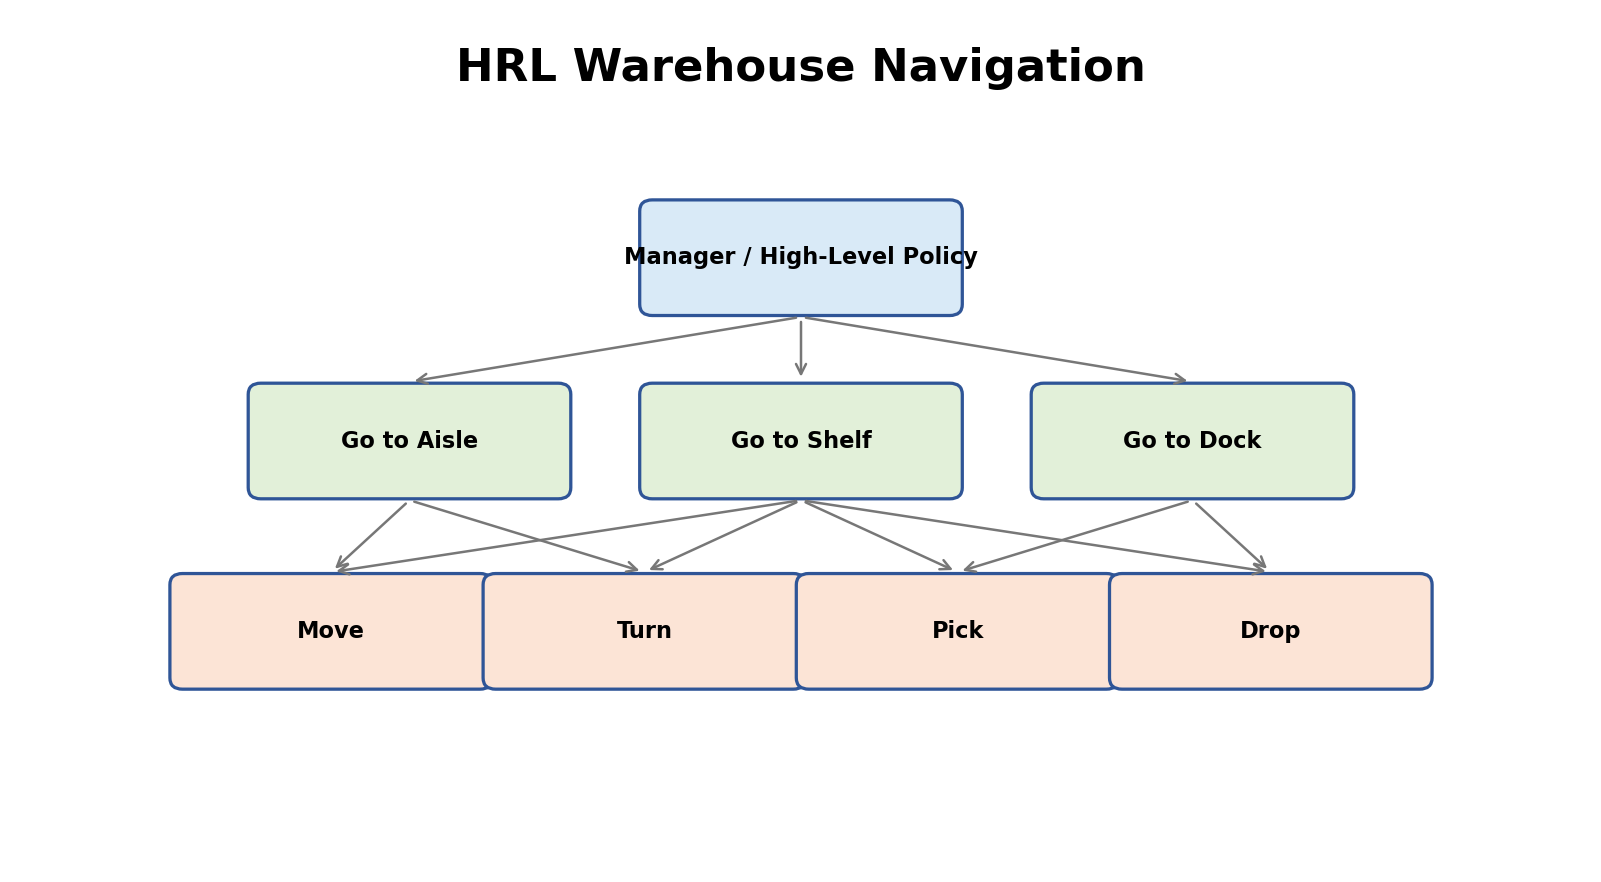 HRL Warehouse Navigation
Manager / High-Level Policy
Go to Aisle
Go to Shelf
Go to Dock
Move
Turn
Pick
Drop